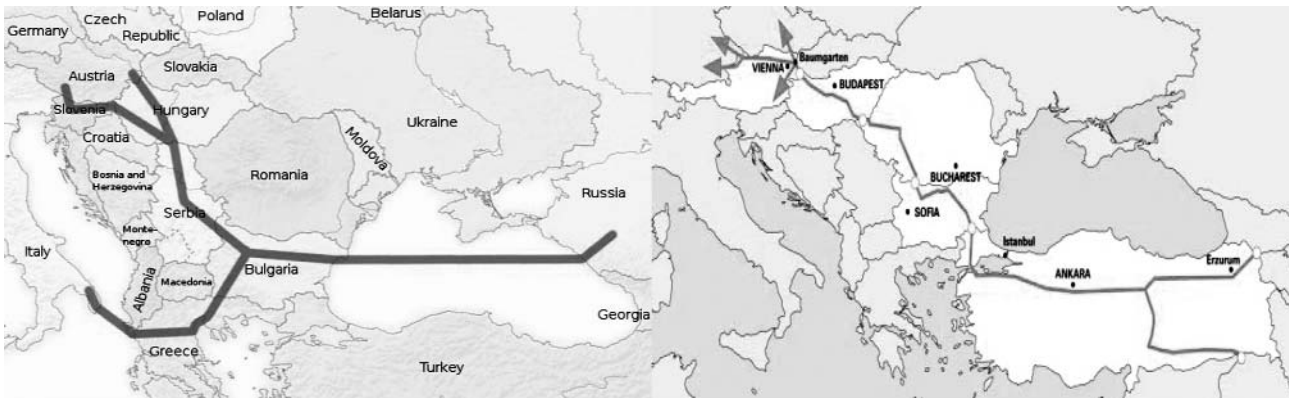 Germany
Czech
Republic
Poland
Belarus
Slovakia
Austria
Hungary
Slovenia
Croatia
Ukraine
Moldova
Romania
Bosnia and
Herzegovina
Serbia
Russia
Monte-
negro
Italy
Bulgaria
Macedonia
Albania
Georgia
Greece
Turkey
VIENNA
Baumgarten
BUDAPEST
BUCHAREST
SOFIA
Istanbul
Erzurum
ANKARA